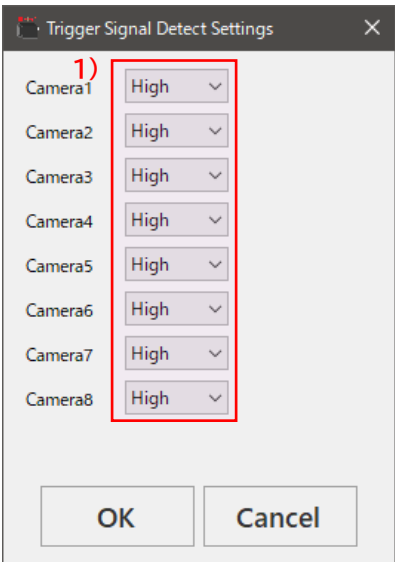 Trigger Signal Detect Settings
1)
Camera1 High
Camera2 High
Camera3 High
Camera4 High
Camera5 High
Camera6 High
Camera7 High
Camera8 High
OK Cancel